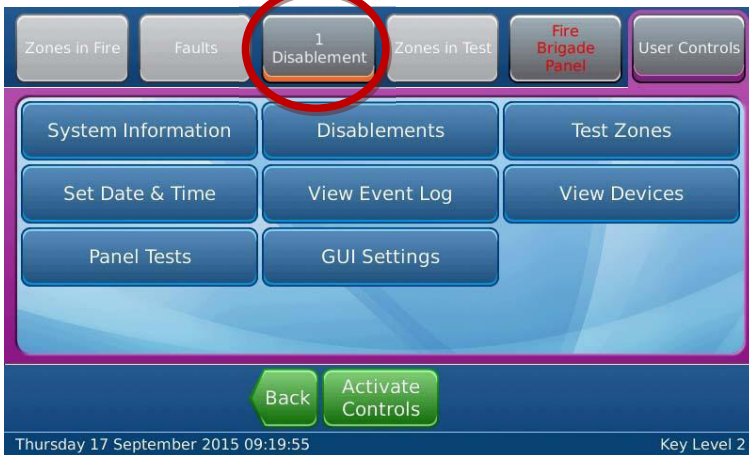 Zones in Fire
Faults
1
Disablement
Zones in Test
Fire
Brigade
Panel
User Controls
System Information
Disablements
Test Zones
Set Date & Time
View Event Log
View Devices
Panel Tests
GUI Settings
Back
Activate
Controls
Thursday 17 September 2015 09:19:55
Key Level 2